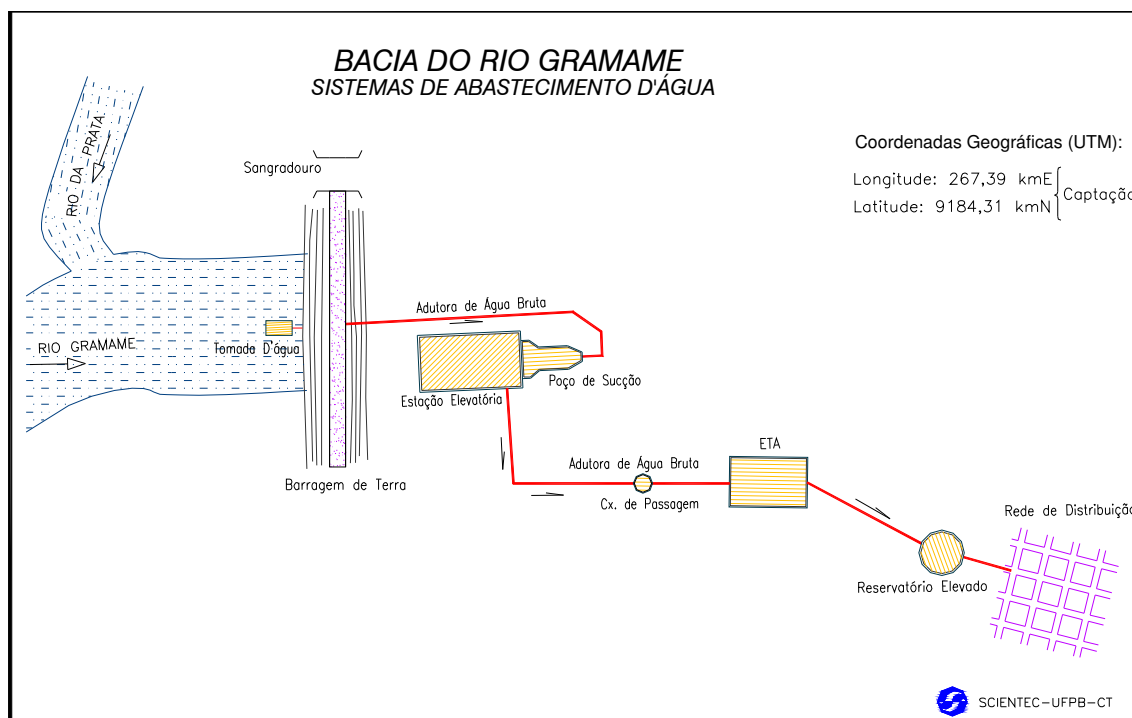 BACIA DO RIO GRAMAME
SISTEMAS DE ABASTECIMENTO D'ÁGUA
Coordenadas Geográficas (UTM):
Longitude: 267,39 kmE
Latitude: 9184,31 kmN
Captação
RIO DA PRATA
Sangradouro
Adutora de Água Bruta
RIO GRAMAME
Tomada D'água
Poço de Sucção
Estação Elevatória
Barragem de Terra
ETA
Adutora de Água Bruta
Cx. de Passagem
Rede de Distribuição
Reservatório Elevado
SCIENTEC-UFPB-CT